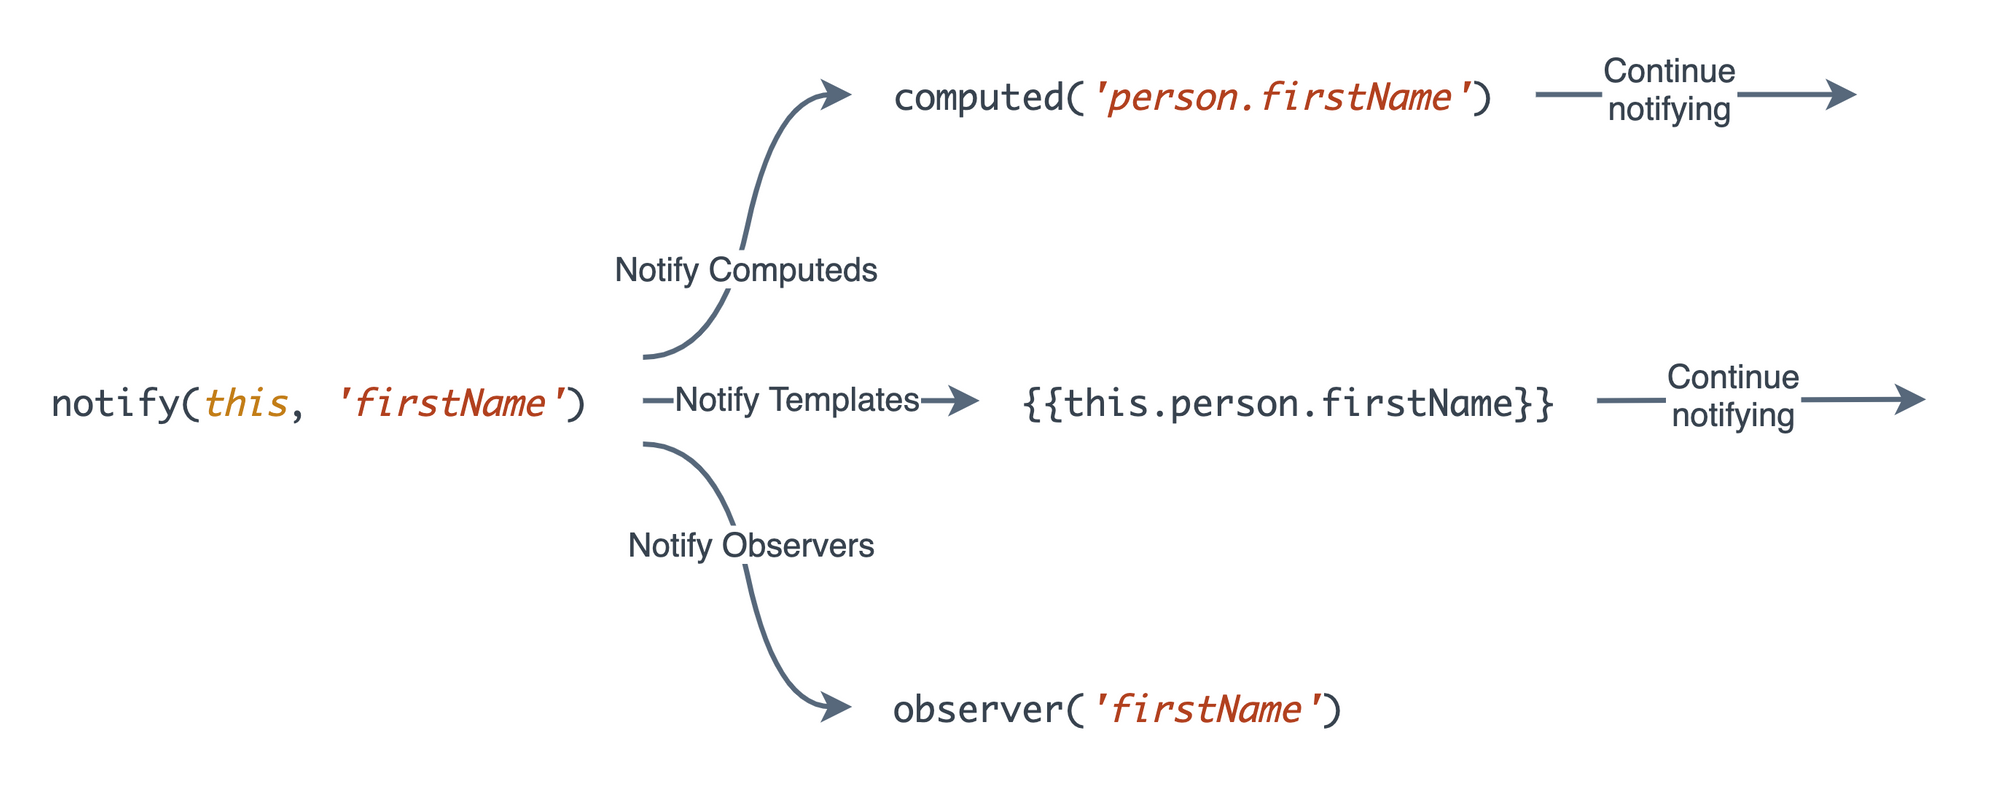 Continue
notifying
computed('person.firstName')
Notify Computeds
notify(this, 'firstName')
Notify Templates
{{this.person.firstName}}
Continue
notifying
Notify Observers
observer('firstName')